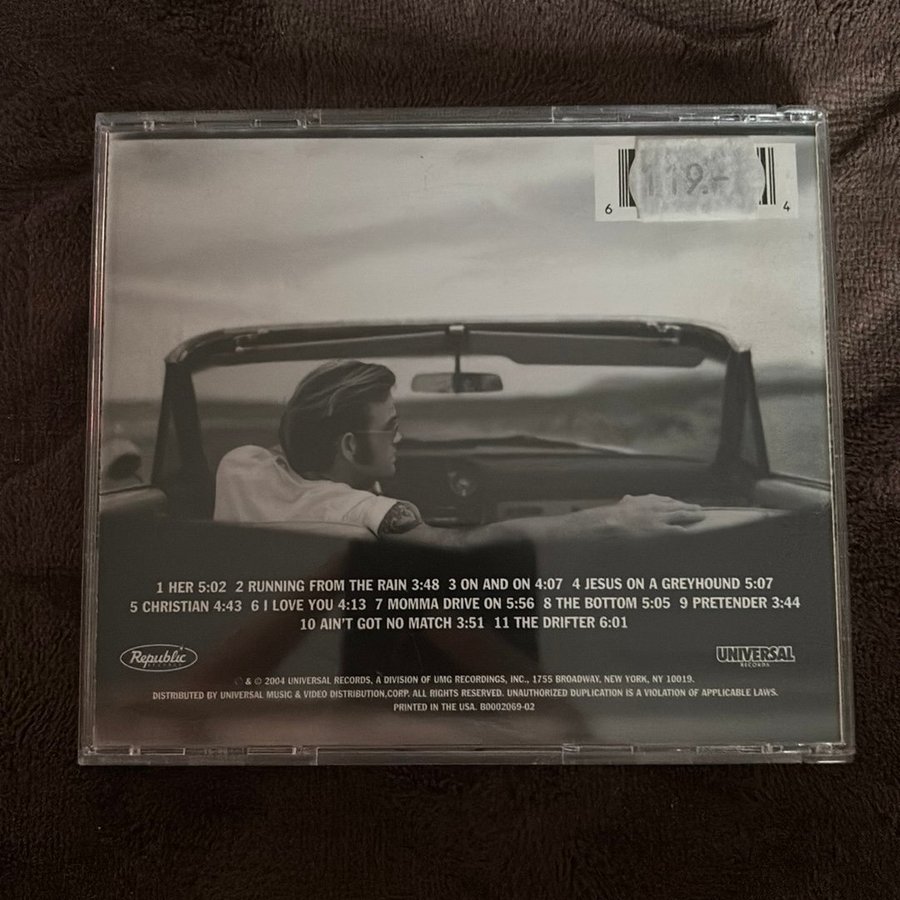 119.-
6 4
1 HER 5:02 2 RUNNING FROM THE RAIN 3:48 3 ON AND ON 4:07 4 JESUS ON A GREYHOUND 5:07
5 CHRISTIAN 4:43 6 I LOVE YOU 4:13 7 MOMMA DRIVE ON 5:56 8 THE BOTTOM 5:05 9 PRETENDER 3:44
10 AIN'T GOT NO MATCH 3:51 11 THE DRIFTER 6:01
Republic
RECORDS
UNIVERSAL
RECORDS
℗ & © 2004 UNIVERSAL RECORDS, A DIVISION OF UMG RECORDINGS, INC., 1755 BROADWAY, NEW YORK, NY 10019.
DISTRIBUTED BY UNIVERSAL MUSIC & VIDEO DISTRIBUTION,CORP. ALL RIGHTS RESERVED. UNAUTHORIZED DUPLICATION IS A VIOLATION OF APPLICABLE LAWS.
PRINTED IN THE USA. B0002069-02